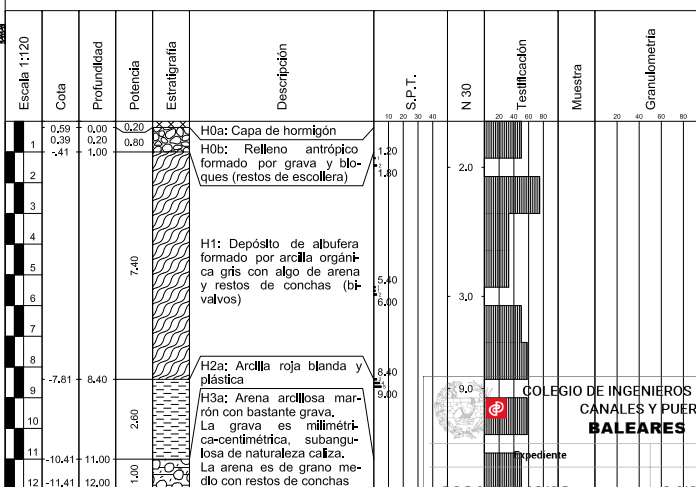 Escala 1:120
Cota
Profundidad
Potencia
Estratigrafía
Descripción
S.P.T.
10 20 30 40
N 30
Testificación
20 40 60 80
Muestra
Granulometría
20 40 60 80
0,59 0,00 0.20
0,39 0,20
-,41 1,00 0.80
1
2
3
4
5
6
7
8
9
10
11
12
7.40
-7.81 8,40
2.60
-10.41 11.00
1.00
-11.41 12.00
H0a: Capa de hormigón
H0b: Relleno antrópico
formado por grava y blo-
ques (restos de escollera)
H1: Depósito de albufera
formado por arcilla orgáni-
ca gris con algo de arena
y restos de conchas (bi-
valvos)
H2a: Arcilla roja blanda y
plástica
H3a: Arena arcillosa mar-
rón con bastante grava.
La grava es milimétri-
ca-centimétrica, subangu-
losa de naturaleza caliza.
La arena es de grano me-
dio con restos de conchas
1.20
1.80
5.40
6.00
8.40
9.00
2.0
3.0
9.0
COLEGIO DE INGENIEROS
CANALES Y PUER
BALEARES
Expediente